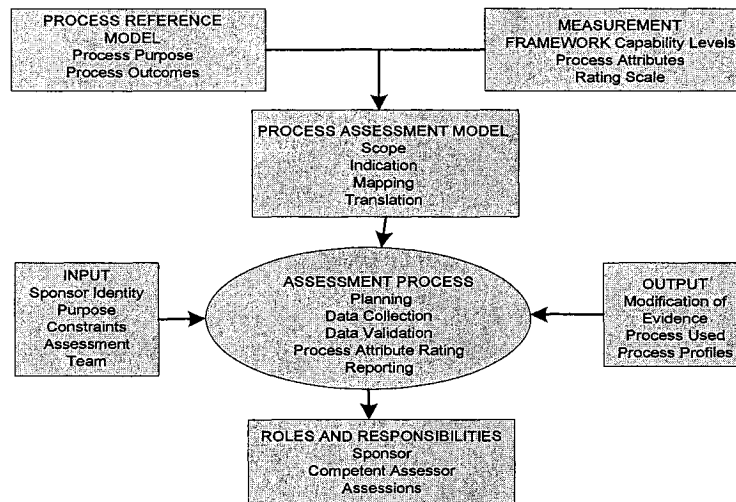 PROCESS REFERENCE
MODEL
Process Purpose
Process Outcomes
MEASUREMENT
FRAMEWORK Capability Levels
Process Attributes
Rating Scale
PROCESS ASSESSMENT MODEL
Scope
Indication
Mapping
Translation
INPUT
Sponsor Identity
Purpose
Constraints
Assessment
Team
ASSESSMENT PROCESS
Planning
Data Collection
Data Validation
Process Attribute Rating
Reporting
OUTPUT
Modification of
Evidence
Process Used
Process Profiles
ROLES AND RESPONSIBILITIES
Sponsor
Competent Assessor
Assessions